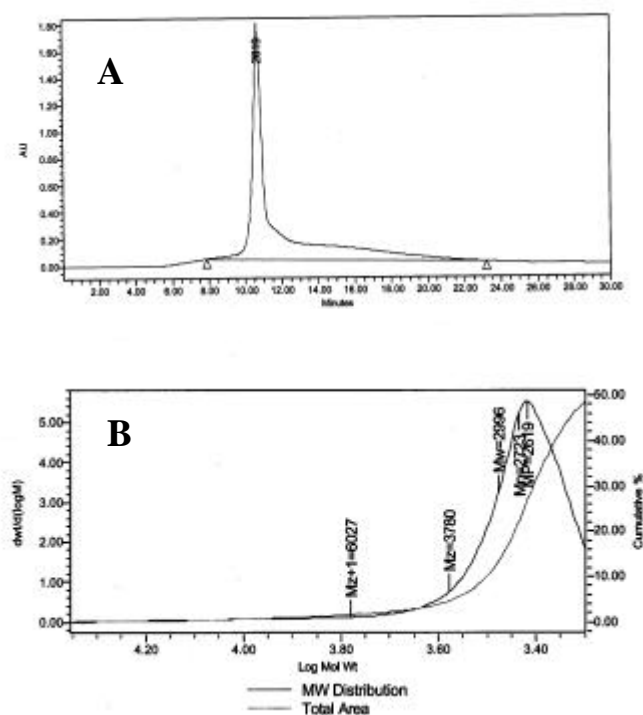 A
2619
AU
1.80
1.60
1.40
1.20
1.00
0.80
0.60
0.40
0.20
0.00
2.00 4.00 6.00 8.00 10.00 12.00 14.00 16.00 18.00 20.00 22.00 24.00 26.00 28.00 30.00
Minutes
B
dwt/d(logM)
5.00
4.00
3.00
2.00
1.00
0.00
Mz+1=6027
Mz=3780
Mw=2996
MP=2619
60.00
50.00
40.00
30.00
20.00
10.00
0.00
Cumulative %
4.20 4.00 3.80 3.60 3.40
Log Mol Wt
MW Distribution
Total Area